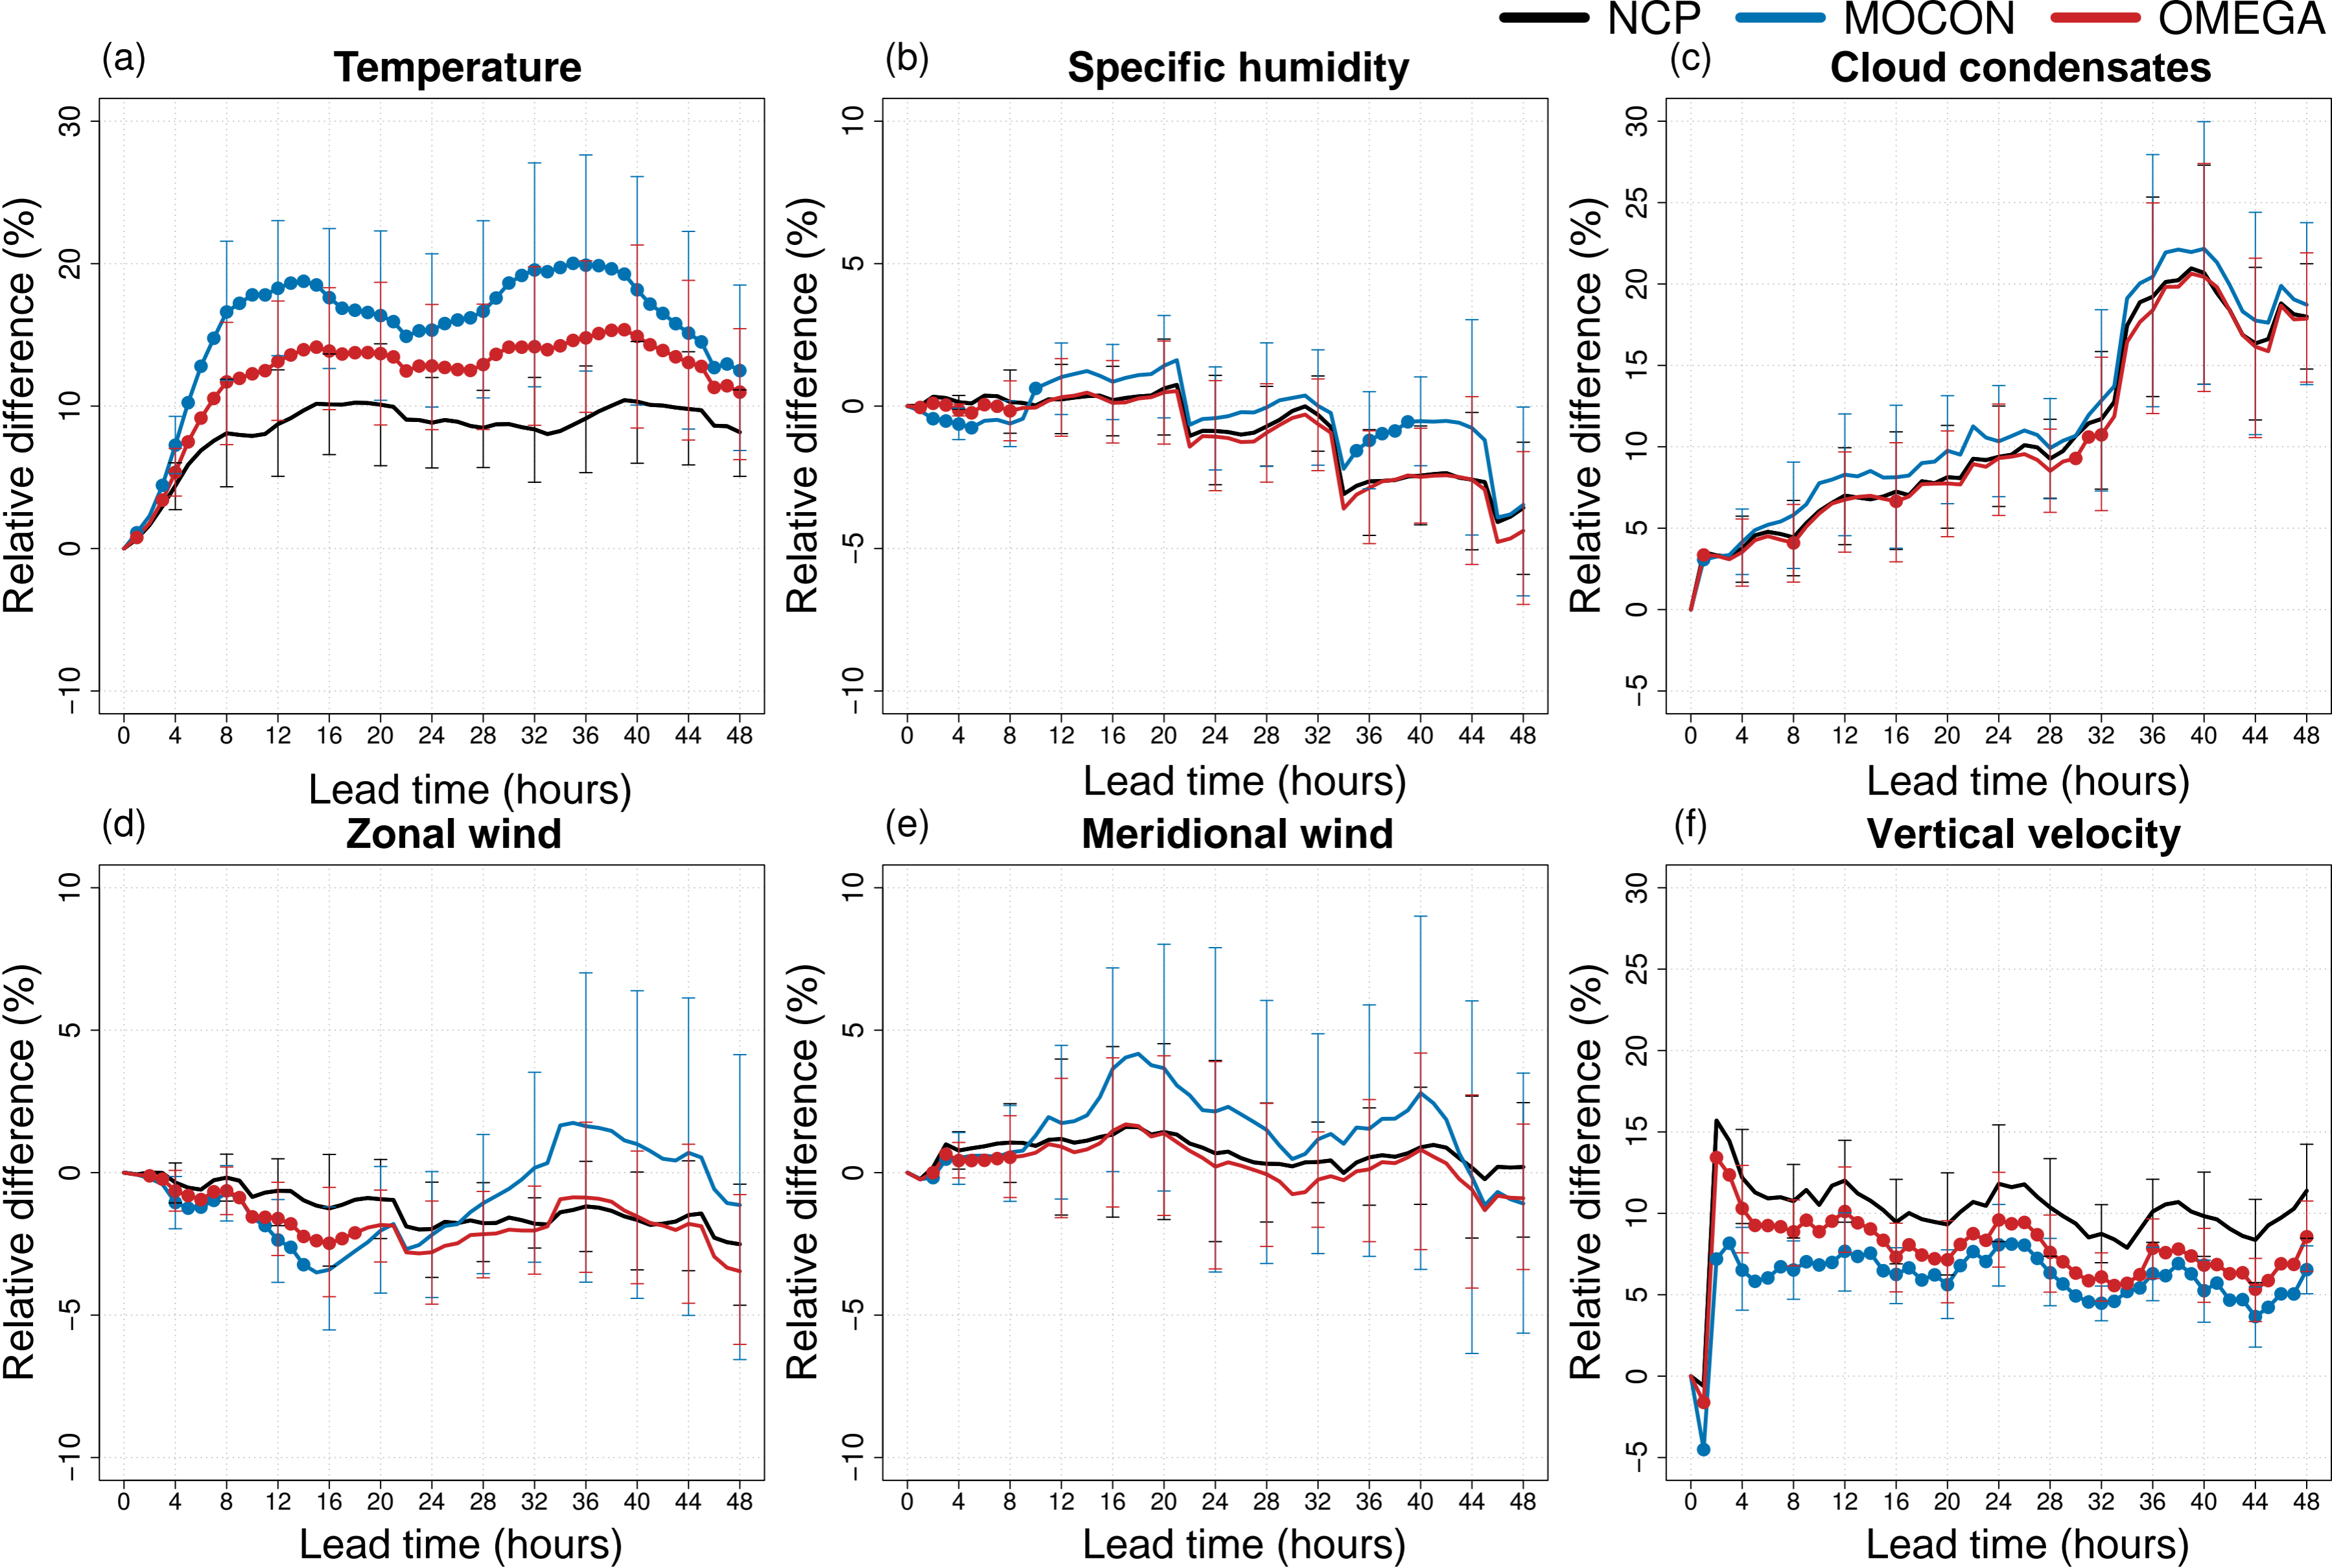 NCP MOCON OMEGA
(a) Temperature
(b) Specific humidity
(c) Cloud condensates
Relative difference (%)
30
20
10
0
−10
0 4 8 12 16 20 24 28 32 36 40 44 48
Lead time (hours)
Relative difference (%)
10
5
0
−5
−10
0 4 8 12 16 20 24 28 32 36 40 44 48
Lead time (hours)
Relative difference (%)
30
25
20
15
10
5
0
−5
0 4 8 12 16 20 24 28 32 36 40 44 48
Lead time (hours)
(d) Zonal wind
(e) Meridional wind
(f) Vertical velocity
Relative difference (%)
10
5
0
−5
−10
0 4 8 12 16 20 24 28 32 36 40 44 48
Lead time (hours)
Relative difference (%)
10
5
0
−5
−10
0 4 8 12 16 20 24 28 32 36 40 44 48
Lead time (hours)
Relative difference (%)
30
25
20
15
10
5
0
−5
0 4 8 12 16 20 24 28 32 36 40 44 48
Lead time (hours)